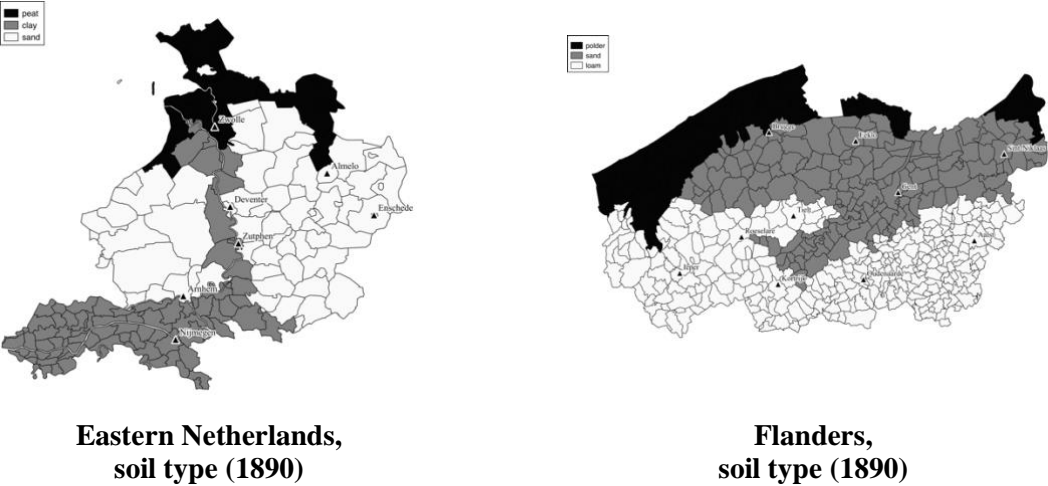 peat
clay
sand
Zwolle
Almelo
Deventer
Enschede
Zutphen
Arnhem
Nijmegen
Eastern Netherlands,
soil type (1890)
polder
sand
loam
Brugge
Eeklo
Sint-Niklaas
Gent
Tielt
Roeselare
Aalst
Ieper
Kortrijk
Oudenaarde
Flanders,
soil type (1890)